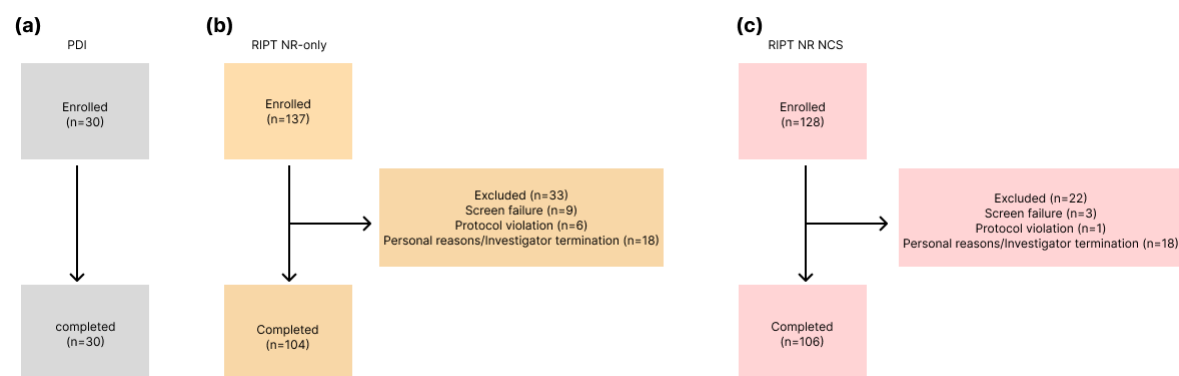 (a)
PDI
Enrolled
(n=30)
completed
(n=30)
(b)
RIPT NR-only
Enrolled
(n=137)
Excluded (n=33)
Screen failure (n=9)
Protocol violation (n=6)
Personal reasons/Investigator termination (n=18)
Completed
(n=104)
(c)
RIPT NR NCS
Enrolled
(n=128)
Excluded (n=22)
Screen failure (n=3)
Protocol violation (n=1)
Personal reasons/Investigator termination (n=18)
Completed
(n=106)